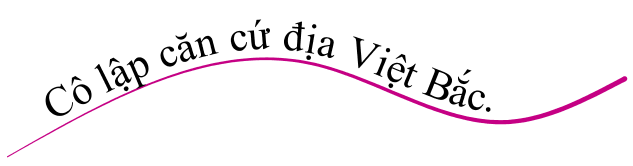 Cô lập căn cứ địa Việt Bắc.